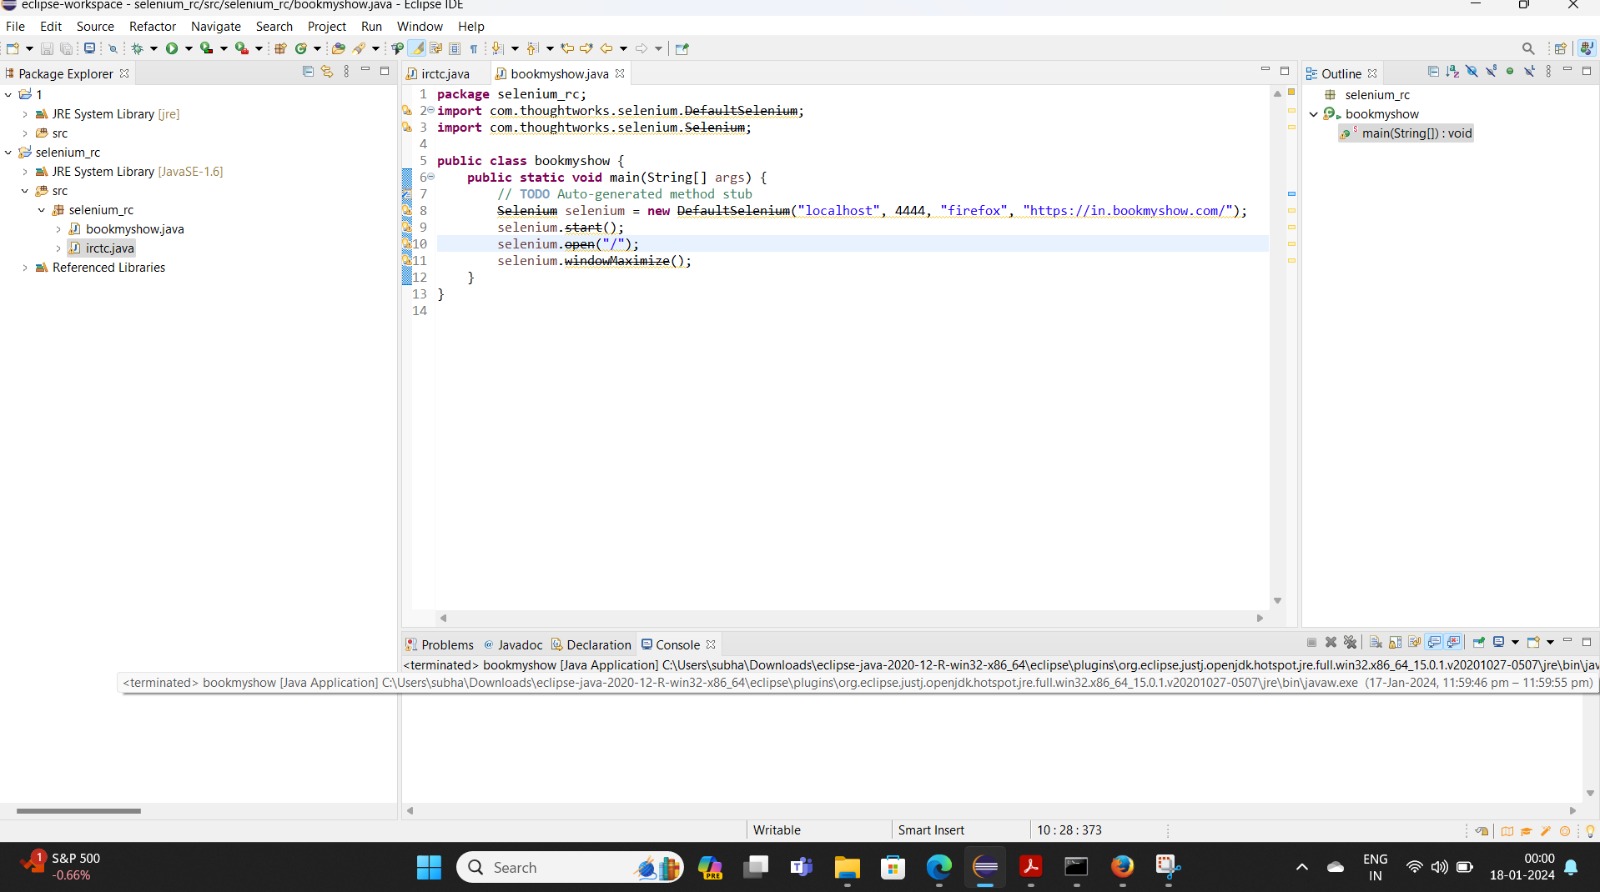 eclipse-workspace - selenium_rc/src/selenium_rc/bookmyshow.java - Eclipse IDE
File Edit Source Refactor Navigate Search Project Run Window Help
Package Explorer
1
JRE System Library [jre]
src
selenium_rc
JRE System Library [JavaSE-1.6]
src
selenium_rc
bookmyshow.java
irctc.java
Referenced Libraries
irctc.java bookmyshow.java
1 package selenium_rc;
2 import com.thoughtworks.selenium.DefaultSelenium;
3 import com.thoughtworks.selenium.Selenium;
4
5 public class bookmyshow {
6 public static void main(String[] args) {
7 // TODO Auto-generated method stub
8 Selenium selenium = new DefaultSelenium("localhost", 4444, "firefox", "https://in.bookmyshow.com/");
9 selenium.start();
10 selenium.open("/");
11 selenium.windowMaximize();
12 }
13 }
14
Outline
selenium_rc
bookmyshow
main(String[]) : void
Problems Javadoc Declaration Console
<terminated> bookmyshow [Java Application] C:\Users\subha\Downloads\eclipse-java-2020-12-R-win32-x86_64\eclipse\plugins\org.eclipse.justj.openjdk.hotspot.jre.full.win32.x86_64_15.0.1.v20201027-0507\jre\bin\jav
<terminated> bookmyshow [Java Application] C:\Users\subha\Downloads\eclipse-java-2020-12-R-win32-x86_64\eclipse\plugins\org.eclipse.justj.openjdk.hotspot.jre.full.win32.x86_64_15.0.1.v20201027-0507\jre\bin\javaw.exe (17-Jan-2024, 11:59:46 pm – 11:59:55 pm)
Writable Smart Insert 10 : 28 : 373
1 S&P 500
-0.66%
Search
PRE
ENG
IN
00:00
18-01-2024